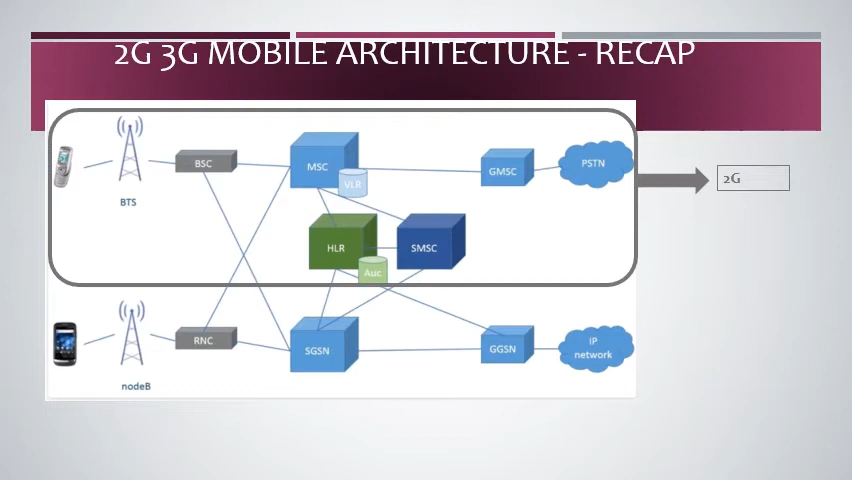 2G 3G MOBILE ARCHITECTURE - RECAP
BSC
MSC
VLR
GMSC
PSTN
2G
BTS
HLR
SMSC
Auc
RNC
SGSN
GGSN
IP
network
nodeB